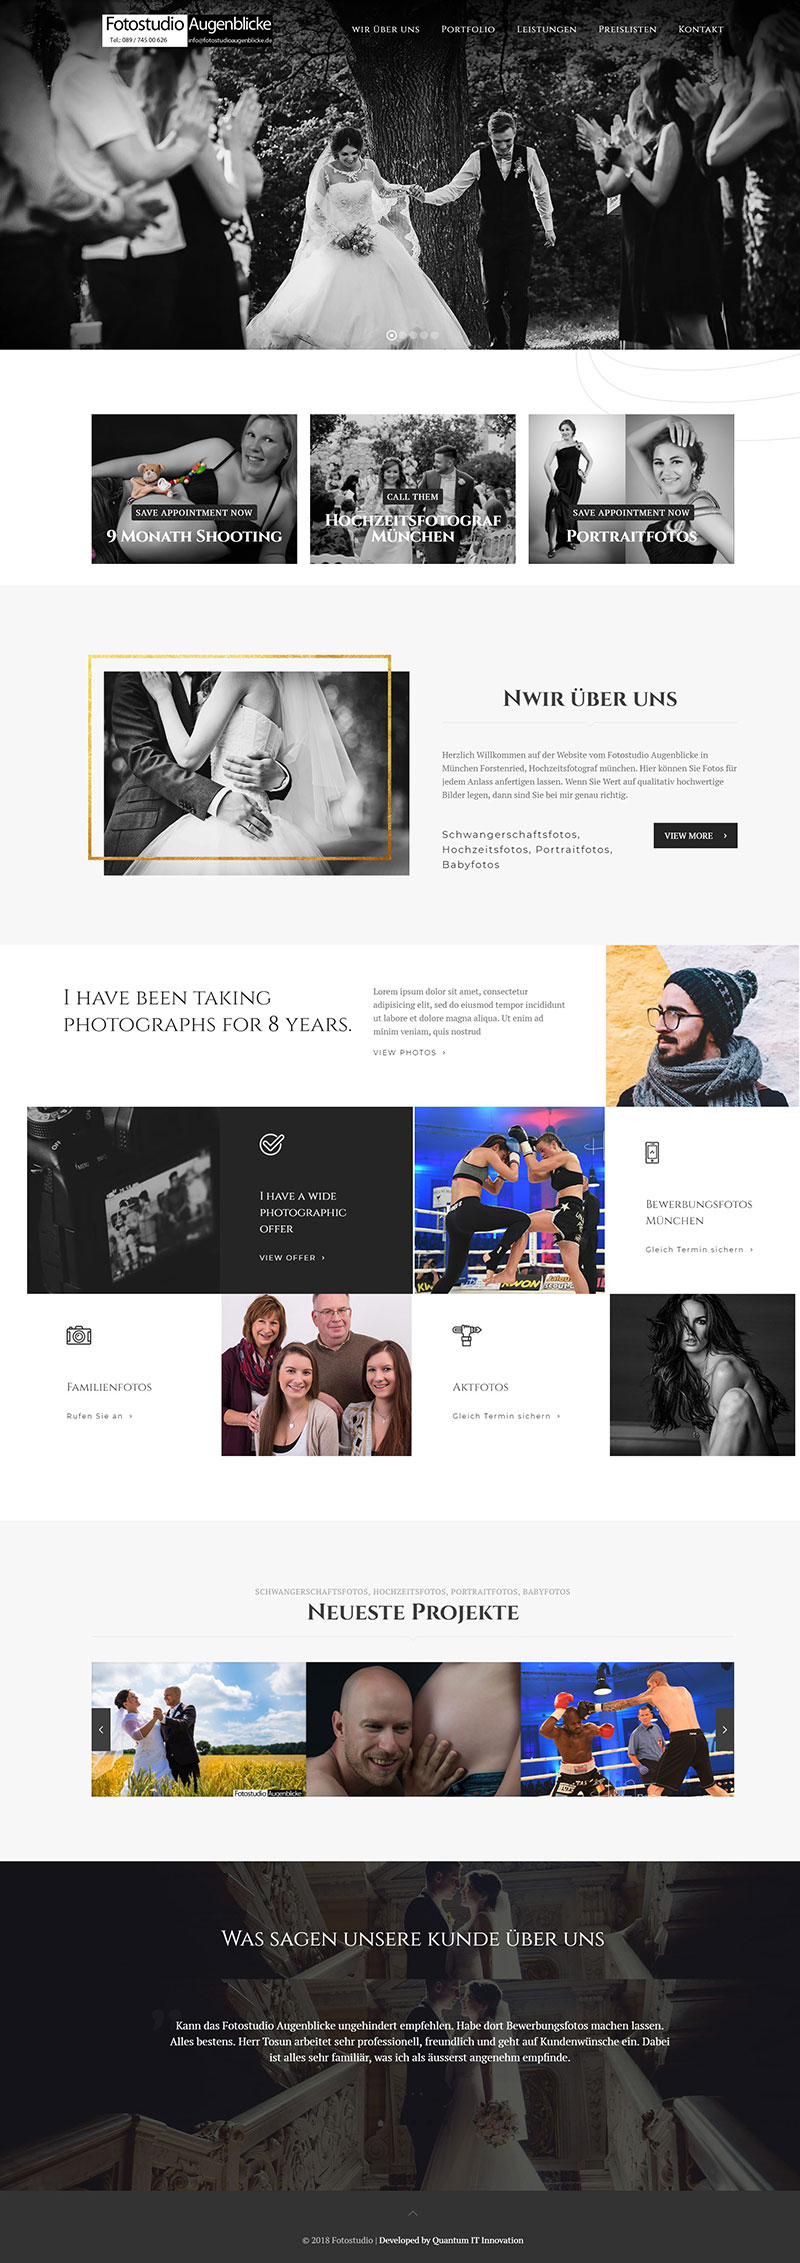 Fotostudio Augenblicke
Tel.: 089 / 745 00 626 info@fotostudioaugenblicke.de
WIR ÜBER UNS PORTFOLIO LEISTUNGEN PREISLISTEN KONTAKT
SAVE APPOINTMENT NOW
9 MONATH SHOOTING
CALL THEM
HOCHZEITSFOTOGRAF
MÜNCHEN
SAVE APPOINTMENT NOW
PORTRAITFOTOS
NWIR ÜBER UNS
Herzlich Willkommen auf der Website vom Fotostudio Augenblicke in
München Forstenried, Hochzeitsfotograf münchen. Hier können Sie Fotos für
jedem Anlass anfertigen lassen. Wenn Sie Wert auf qualitativ hochwertige
Bilder legen, dann sind Sie bei mir genau richtig.
Schwangerschaftsfotos,
Hochzeitsfotos, Portraitfotos,
Babyfotos
VIEW MORE ›
I HAVE BEEN TAKING
PHOTOGRAPHS FOR 8 YEARS.
Lorem ipsum dolor sit amet, consectetur
adipisicing elit, sed do eiusmod tempor incididunt
ut labore et dolore magna aliqua. Ut enim ad
minim veniam, quis nostrud
VIEW PHOTOS ›
I HAVE A WIDE
PHOTOGRAPHIC
OFFER
VIEW OFFER ›
KWON
BEWERBUNGSFOTOS
MÜNCHEN
Gleich Termin sichern ›
FAMILIENFOTOS
Rufen Sie an ›
AKTFOTOS
Gleich Termin sichern ›
SCHWANGERSCHAFTSFOTOS, HOCHZEITSFOTOS, PORTRAITFOTOS, BABYFOTOS
NEUESTE PROJEKTE
Fotostudio Augenblicke
WAS SAGEN UNSERE KUNDE ÜBER UNS
Kann das Fotostudio Augenblicke ungehindert empfehlen. Habe dort Bewerbungsfotos machen lassen.
Alles bestens. Herr Tosun arbeitet sehr professionell, freundlich und geht auf Kundenwünsche ein. Dabei
ist alles sehr familiär, was ich als äusserst angenehm empfinde.
© 2018 Fotostudio | Developed by Quantum IT Innovation